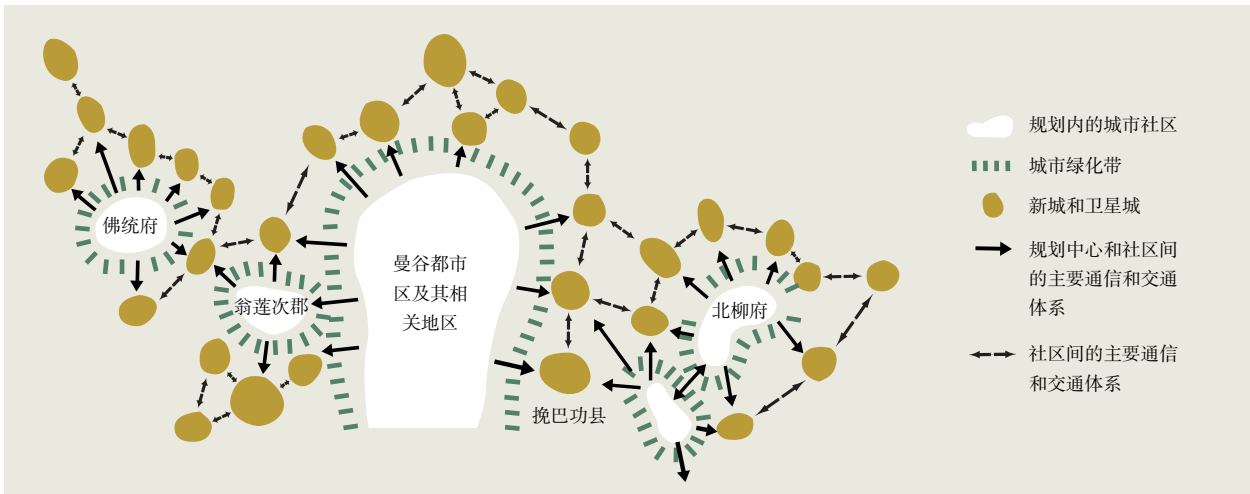 佛统府
翁莲次郡
曼谷都市
区及其相
关地区
挽巴功县
北柳府
规划内的城市社区
城市绿化带
新城和卫星城
规划中心和社区间
的主要通信和交通
体系
社区间的主要通信
和交通体系